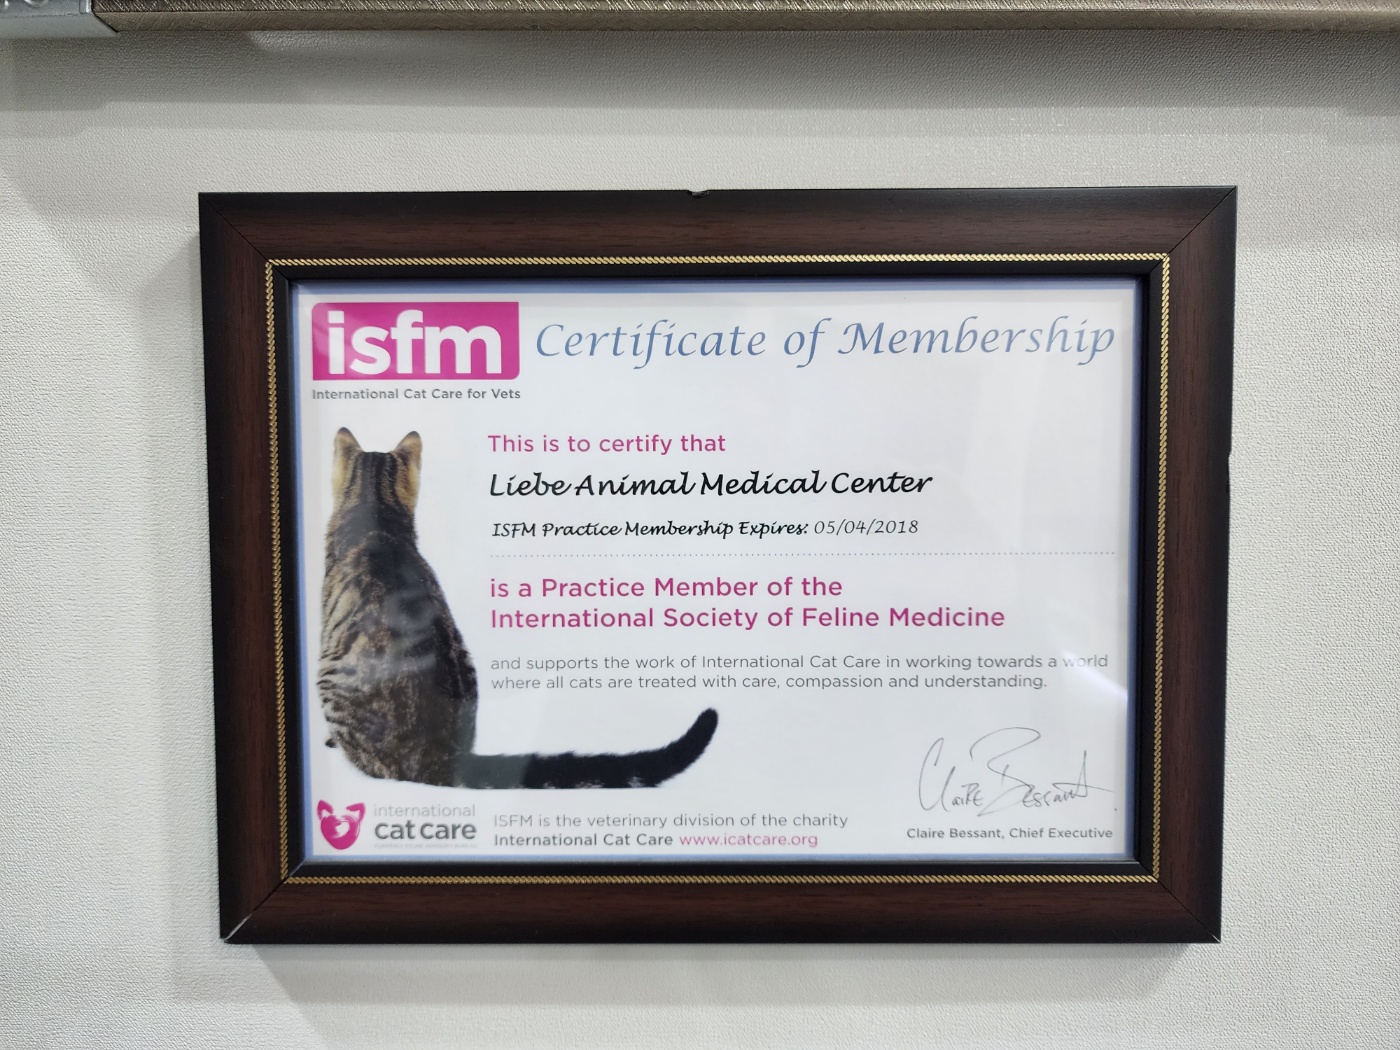 isfm
International Cat Care for Vets
Certificate of Membership
This is to certify that
Liebe Animal Medical Center
ISFM Practice Membership Expires: 05/04/2018
is a Practice Member of the
International Society of Feline Medicine
and supports the work of International Cat Care in working towards a world
where all cats are treated with care, compassion and understanding.
Claire Bessant
international
cat care
ISFM is the veterinary division of the charity
International Cat Care www.icatcare.org
Claire Bessant, Chief Executive